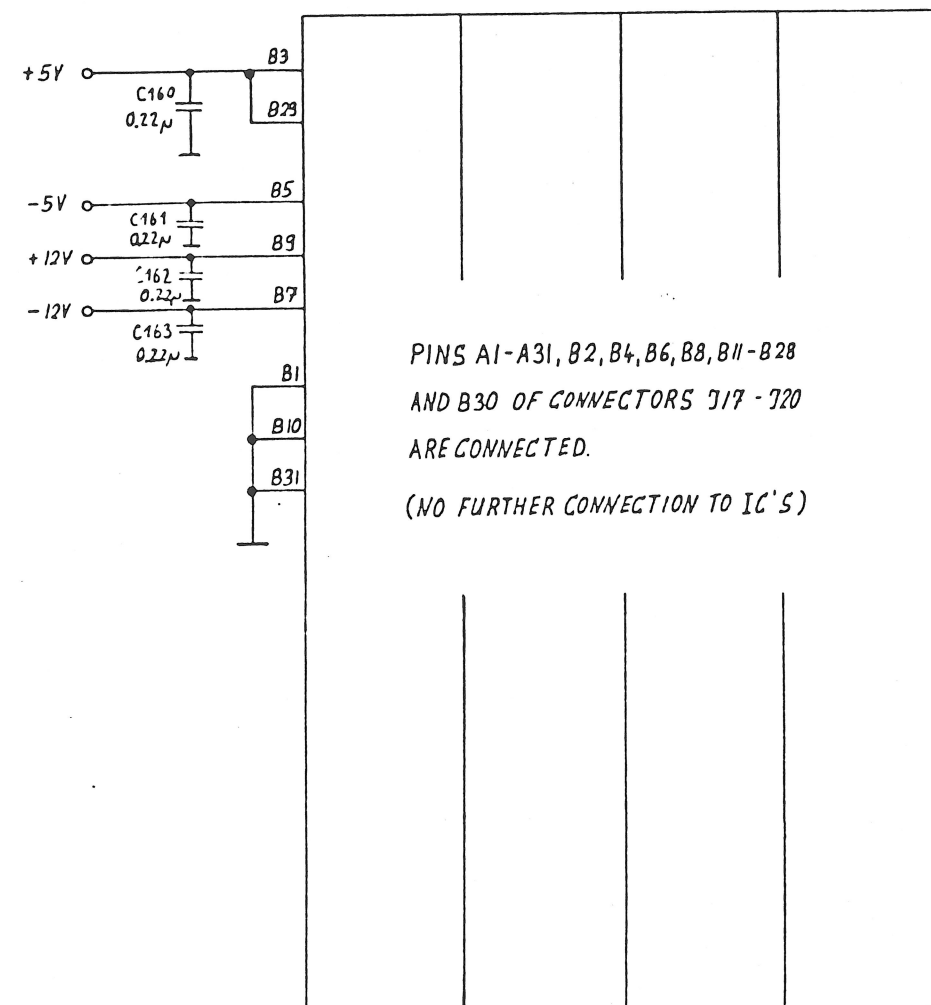 B3
+5V
C160
0.22µ
B29
B5
-5V
C161
0.22µ
B9
+12V
C162
0.22µ
B7
-12V
C163
0.22µ
PINS A1-A31, B2, B4, B6, B8, B11-B28
B1
AND B30 OF CONNECTORS J17 - J20
B10
ARE CONNECTED.
B31
(NO FURTHER CONNECTION TO IC'S)